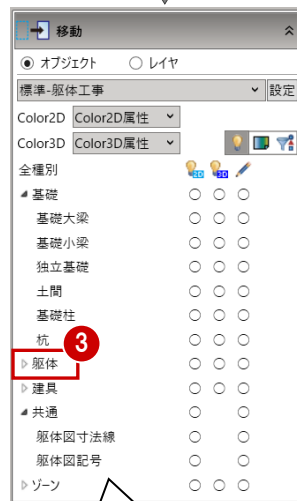 移動
オブジェクト レイヤ
標準-躯体工事 設定
Color2D Color2D属性
Color3D Color3D属性
全種別 2D 3D
基礎
基礎大梁
基礎小梁
独立基礎
土間
基礎柱
杭 3
躯体
建具
共通
躯体図寸法線
躯体図記号
ゾーン